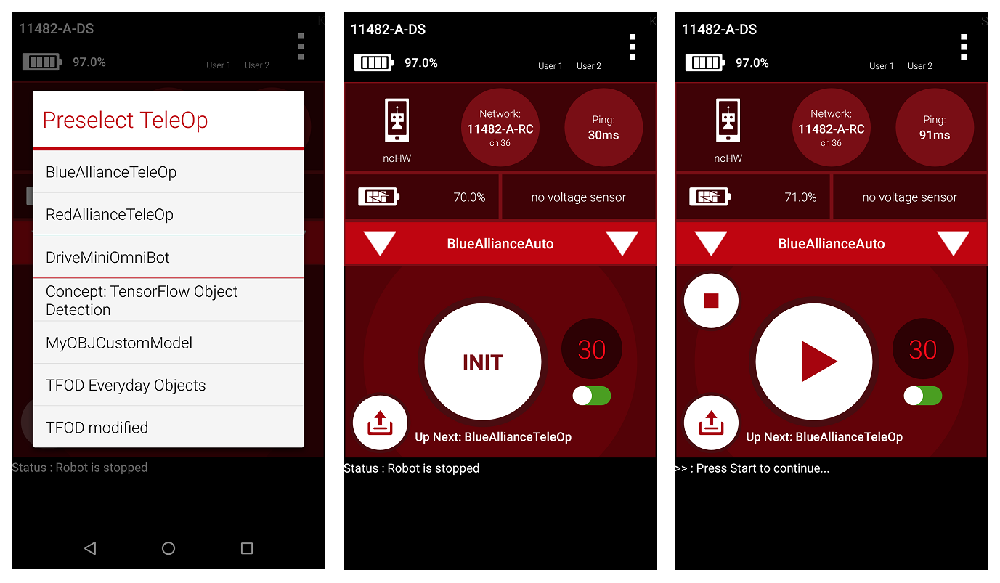 11482-A-DS
K
97.0%
User 1 User 2
Preselect TeleOp
BlueAllianceTeleOp
RedAllianceTeleOp
DriveMiniOmniBot
Concept: TensorFlow Object
Detection
MyOBJCustomModel
TFOD Everyday Objects
TFOD modified
Status : Robot is stopped
11482-A-DS
K
97.0%
User 1 User 2
Network:
11482-A-RC
ch 36
Ping:
30ms
noHW
70.0%
no voltage sensor
BlueAllianceAuto
INIT
30
Up Next: BlueAllianceTeleOp
Status : Robot is stopped
11482-A-DS
S
97.0%
User 1 User 2
Network:
11482-A-RC
ch 36
Ping:
91ms
noHW
71.0%
no voltage sensor
BlueAllianceAuto
30
Up Next: BlueAllianceTeleOp
>> : Press Start to continue...